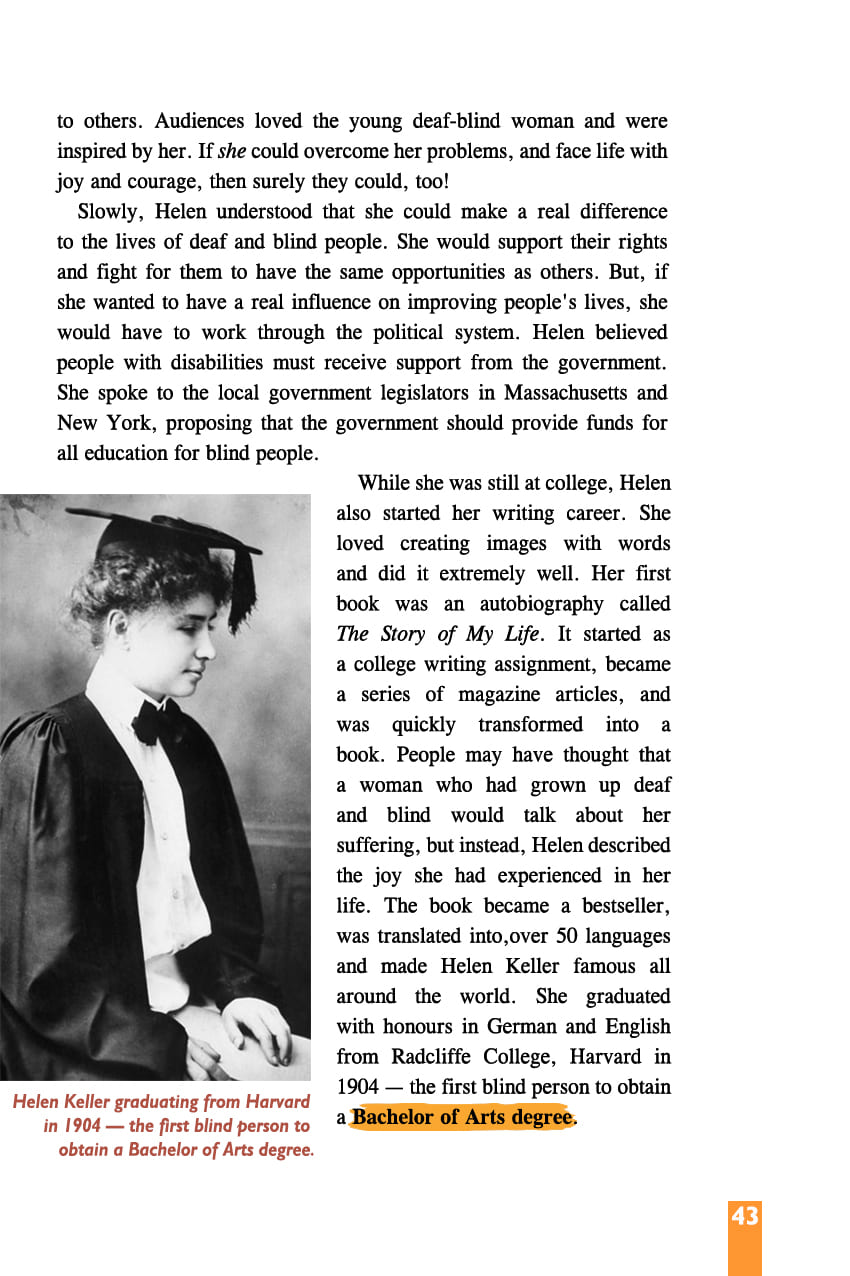 to others. Audiences loved the young deaf-blind woman and were
inspired by her. If she could overcome her problems, and face life with
joy and courage, then surely they could, too!
Slowly, Helen understood that she could make a real difference
to the lives of deaf and blind people. She would support their rights
and fight for them to have the same opportunities as others. But, if
she wanted to have a real influence on improving people's lives, she
would have to work through the political system. Helen believed
people with disabilities must receive support from the government.
She spoke to the local government legislators in Massachusetts and
New York, proposing that the government should provide funds for
all education for blind people.
While she was still at college, Helen
also started her writing career. She
loved creating images with words
and did it extremely well. Her first
book was an autobiography called
The Story of My Life. It started as
a college writing assignment, became
a series of magazine articles, and
was quickly transformed into a
book. People may have thought that
a woman who had grown up deaf
and blind would talk about her
suffering, but instead, Helen described
the joy she had experienced in her
life. The book became a bestseller,
was translated into,over 50 languages
and made Helen Keller famous all
around the world. She graduated
with honours in German and English
from Radcliffe College, Harvard in
1904 — the first blind person to obtain
a Bachelor of Arts degree.
Helen Keller graduating from Harvard
in 1904 — the first blind person to
obtain a Bachelor of Arts degree.
43